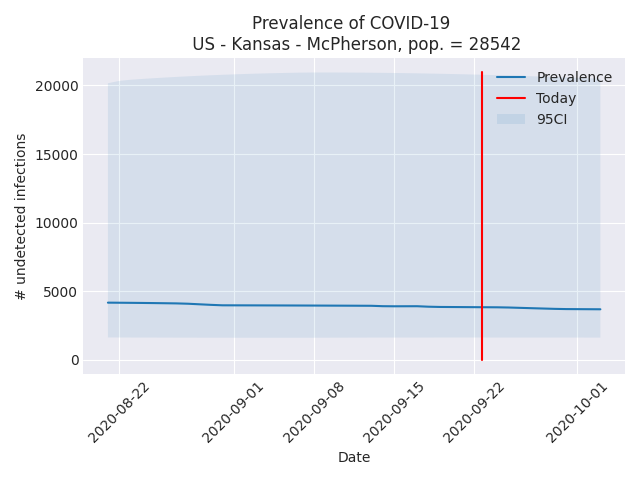 Prevalence of COVID-19
US - Kansas - McPherson, pop. = 28542
# undetected infections
20000
15000
10000
5000
0
Prevalence
Today
95CI
2020-08-22
2020-09-01
2020-09-08
2020-09-15
2020-09-22
2020-10-01
Date